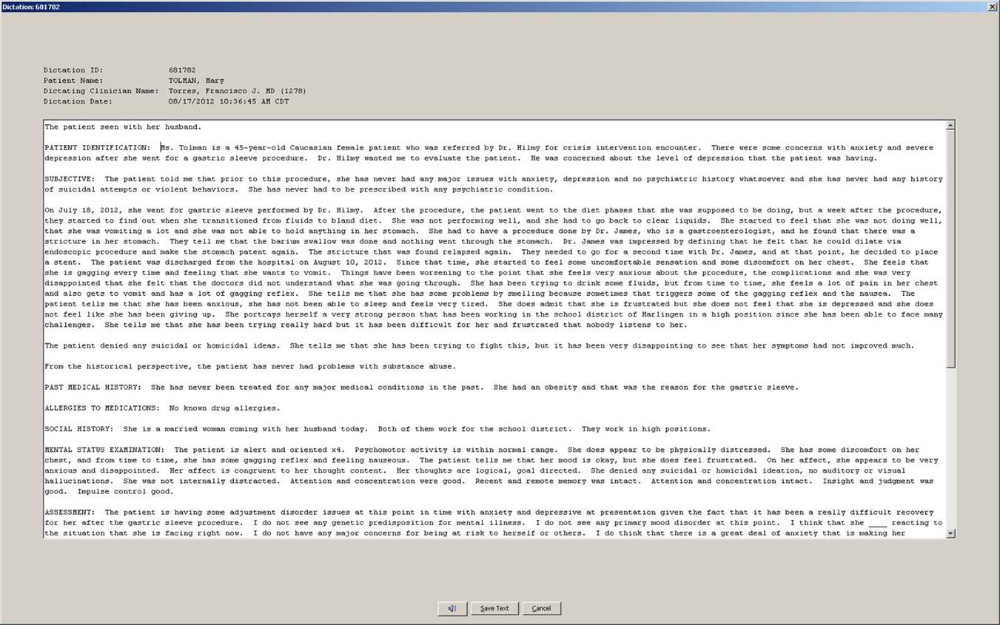 Dictation: 681782
Dictation ID: 681782
Patient Name: TOLMAN, Mary
Dictating Clinician Name: Torres, Francisco J. MD (1278)
Dictation Date: 08/17/2012 10:36:45 AM CDT
The patient seen with her husband.
PATIENT IDENTIFICATION: Ms. Tolman is a 45-year-old Caucasian female patient who was referred by Dr. Hilmy for crisis intervention encounter. There were some concerns with anxiety and severe
depression after she went for a gastric sleeve procedure. Dr. Hilmy wanted me to evaluate the patient. He was concerned about the level of depression that the patient was having.
SUBJECTIVE: The patient told me that prior to this procedure, she has never had any major issues with anxiety, depression and no psychiatric history whatsoever and she has never had any history
of suicidal attempts or violent behaviors. She has never had to be prescribed with any psychiatric condition.
On July 18, 2012, she went for gastric sleeve performed by Dr. Hilmy. After the procedure, the patient went to the diet phases that she was supposed to be doing, but a week after the procedure,
they started to find out when she transitioned from fluids to bland diet. She was not performing well, and she had to go back to clear liquids. She started to feel that she was not doing well,
that she was vomiting a lot and she was not able to hold anything in her stomach. She had to have a procedure done by Dr. James, who is a gastroenterologist, and he found that there was a
stricture in her stomach. They tell me that the barium swallow was done and nothing went through the stomach. Dr. James was impressed by defining that he felt that he could dilate via
endoscopic procedure and make the stomach patent again. The stricture that was found relapsed again. They needed to go for a second time with Dr. James, and at that point, he decided to place
a stent. The patient was discharged from the hospital on August 10, 2012. Since that time, she started to feel some uncomfortable sensation and some discomfort on her chest. She feels that
she is gagging every time and feeling that she wants to vomit. Things have been worsening to the point that she feels very anxious about the procedure, the complications and she was very
disappointed that she felt that the doctors did not understand what she was going through. She has been trying to drink some fluids, but from time to time, she feels a lot of pain in her chest
and also gets to vomit and has a lot of gagging reflex. She tells me that she has some problems by smelling because sometimes that triggers some of the gagging reflex and the nausea. The
patient tells me that she has been anxious, she has not been able to sleep and feels very tired. She does admit that she is frustrated but she does not feel that she is depressed and she does
not feel like she has been giving up. She portrays herself a very strong person that has been working in the school district of Harlingen in a high position since she has been able to face many
challenges. She tells me that she has been trying really hard but it has been difficult for her and frustrated that nobody listens to her.
The patient denied any suicidal or homicidal ideas. She tells me that she has been trying to fight this, but it has been very disappointing to see that her symptoms had not improved much.
From the historical perspective, the patient has never had problems with substance abuse.
PAST MEDICAL HISTORY: She has never been treated for any major medical conditions in the past. She had an obesity and that was the reason for the gastric sleeve.
ALLERGIES TO MEDICATIONS: No known drug allergies.
SOCIAL HISTORY: She is a married woman coming with her husband today. Both of them work for the school district. They work in high positions.
MENTAL STATUS EXAMINATION: The patient is alert and oriented x4. Psychomotor activity is within normal range. She does appear to be physically distressed. She has some discomfort on her
chest, and from time to time, she has some gagging reflex and feeling nauseous. The patient tells me that her mood is okay, but she does feel frustrated. On her affect, she appears to be very
anxious and disappointed. Her affect is congruent to her thought content. Her thoughts are logical, goal directed. She denied any suicidal or homicidal ideation, no auditory or visual
hallucinations. She was not internally distracted. Attention and concentration were good. Recent and remote memory was intact. Attention and concentration intact. Insight and judgment was
good. Impulse control good.
ASSESSMENT: The patient is having some adjustment disorder issues at this point in time with anxiety and depressive at presentation given the fact that it has been a really difficult recovery
for her after the gastric sleeve procedure. I do not see any genetic predisposition for mental illness. I do not see any primary mood disorder at this point. I think that she ____ reacting to
the situation that she is facing right now. I do not have any major concerns for being at risk to herself or others. I do think that there is a great deal of anxiety that is making her
Save Text
Cancel